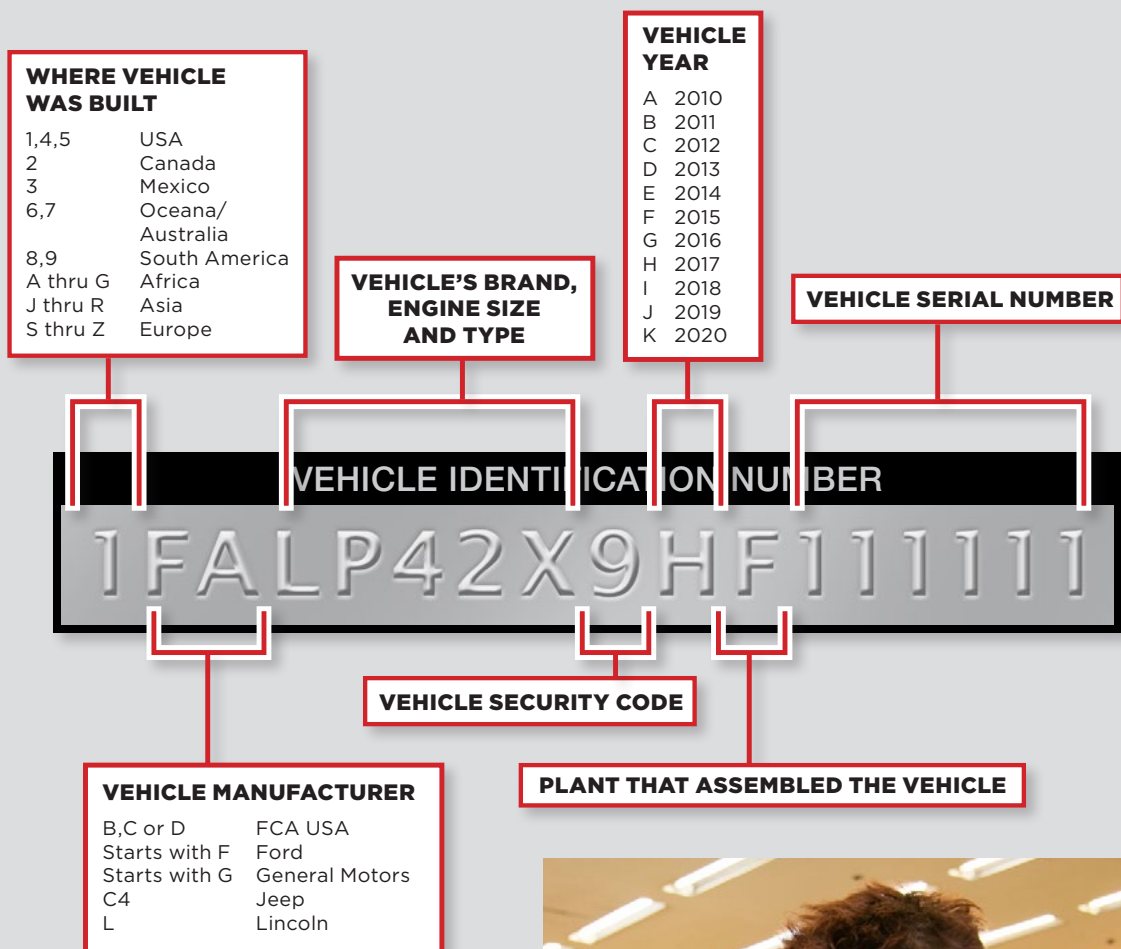 WHERE VEHICLE
WAS BUILT
1,4,5 USA
2 Canada
3 Mexico
6,7 Oceana/
Australia
8,9 South America
A thru G Africa
J thru R Asia
S thru Z Europe
VEHICLE'S BRAND,
ENGINE SIZE
AND TYPE
VEHICLE
YEAR
A 2010
B 2011
C 2012
D 2013
E 2014
F 2015
G 2016
H 2017
I 2018
J 2019
K 2020
VEHICLE SERIAL NUMBER
VEHICLE IDENTIFICATION NUMBER
1FALP42X9HF111111
VEHICLE SECURITY CODE
PLANT THAT ASSEMBLED THE VEHICLE
VEHICLE MANUFACTURER
B,C or D FCA USA
Starts with F Ford
Starts with G General Motors
C4 Jeep
L Lincoln